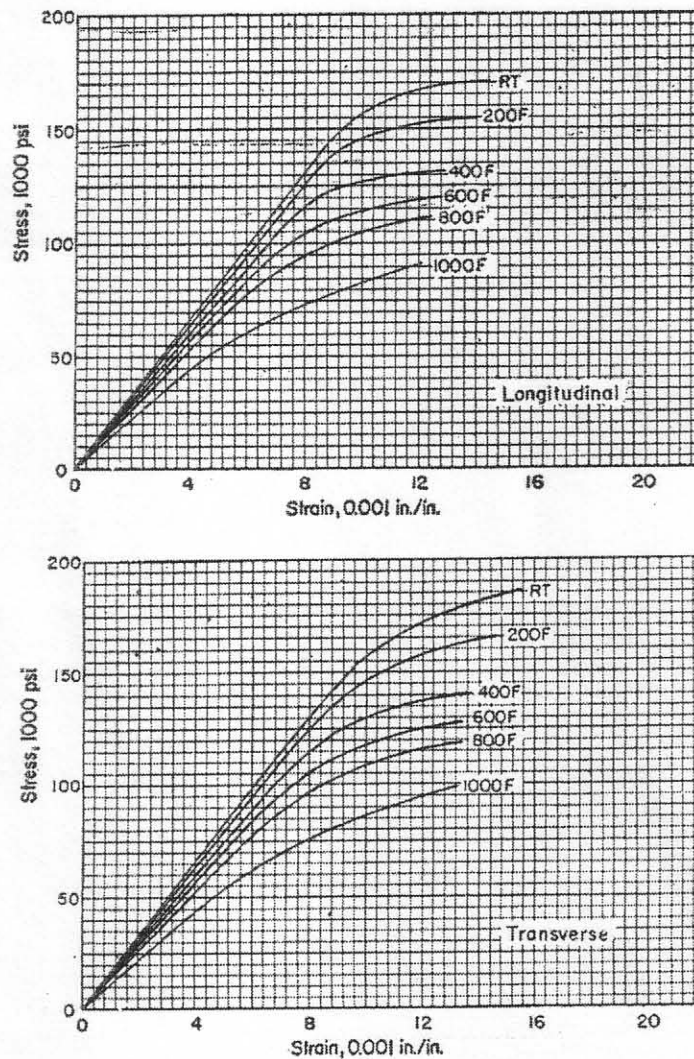 200
RT
200F
150
400F
600F
800F
100
1000F
50
Longitudinal
0
0 4 8 12 16 20
Stress, 1000 psi
Strain, 0.001 in./in.
200
RT
200F
150
400F
600F
800F
100
1000F
50
Transverse
0
0 4 8 12 16 20
Stress, 1000 psi
Strain, 0.001 in./in.